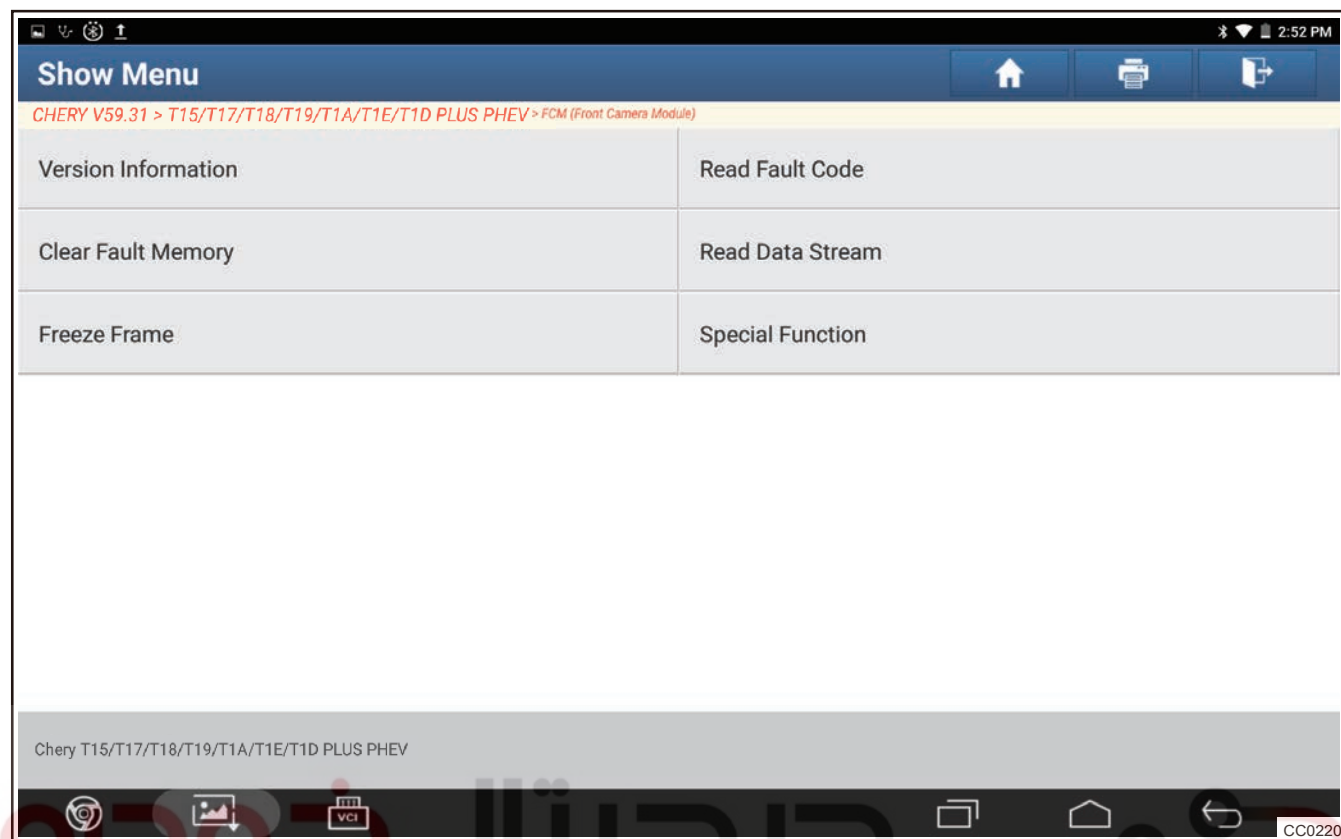 2:52 PM
Show Menu
CHERY V59.31 > T15/T17/T18/T19/T1A/T1E/T1D PLUS PHEV > FCM (Front Camera Module)
Version Information
Read Fault Code
Clear Fault Memory
Read Data Stream
Freeze Frame
Special Function
Chery T15/T17/T18/T19/T1A/T1E/T1D PLUS PHEV
VCI
CC0220